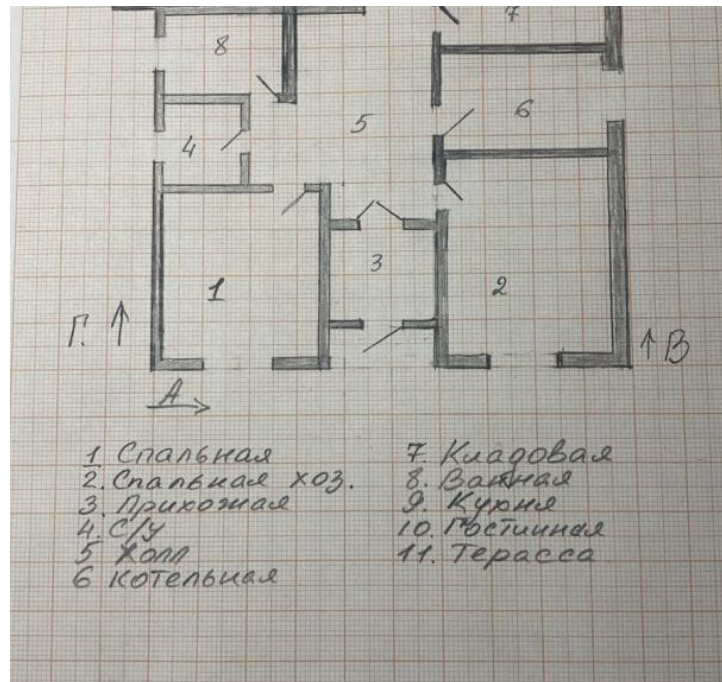 7
8
5
6
4
3
1
2
Г.
В
А
1 Спальная
2. Спальная хоз.
3. Прихожая
4. С/У
5 Холл
6 Котельная
7. Кладовая
8. Ванная
9. Кухня
10. Гостинная
11. Терасса